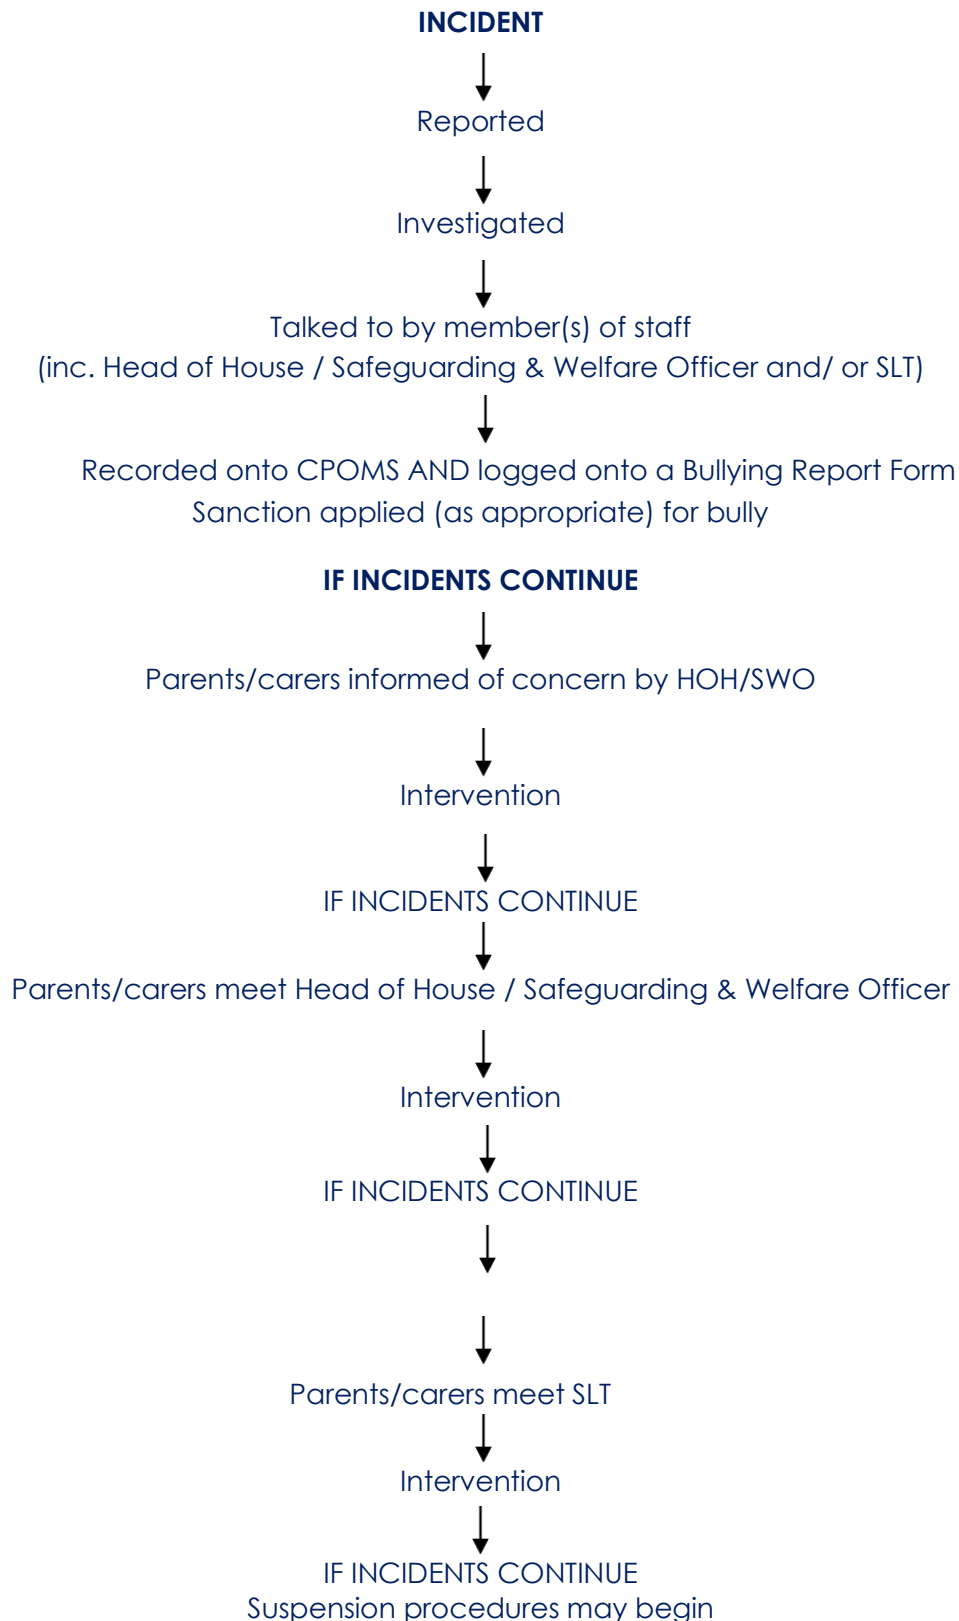 INCIDENT
Reported
Investigated
Talked to by member(s) of staff
(inc. Head of House / Safeguarding & Welfare Officer and/ or SLT)
Recorded onto CPOMS AND logged onto a Bullying Report Form
Sanction applied (as appropriate) for bully
IF INCIDENTS CONTINUE
Parents/carers informed of concern by HOH/SWO
Intervention
IF INCIDENTS CONTINUE
Parents/carers meet Head of House / Safeguarding & Welfare Officer
Intervention
IF INCIDENTS CONTINUE
Parents/carers meet SLT
Intervention
IF INCIDENTS CONTINUE
Suspension procedures may begin